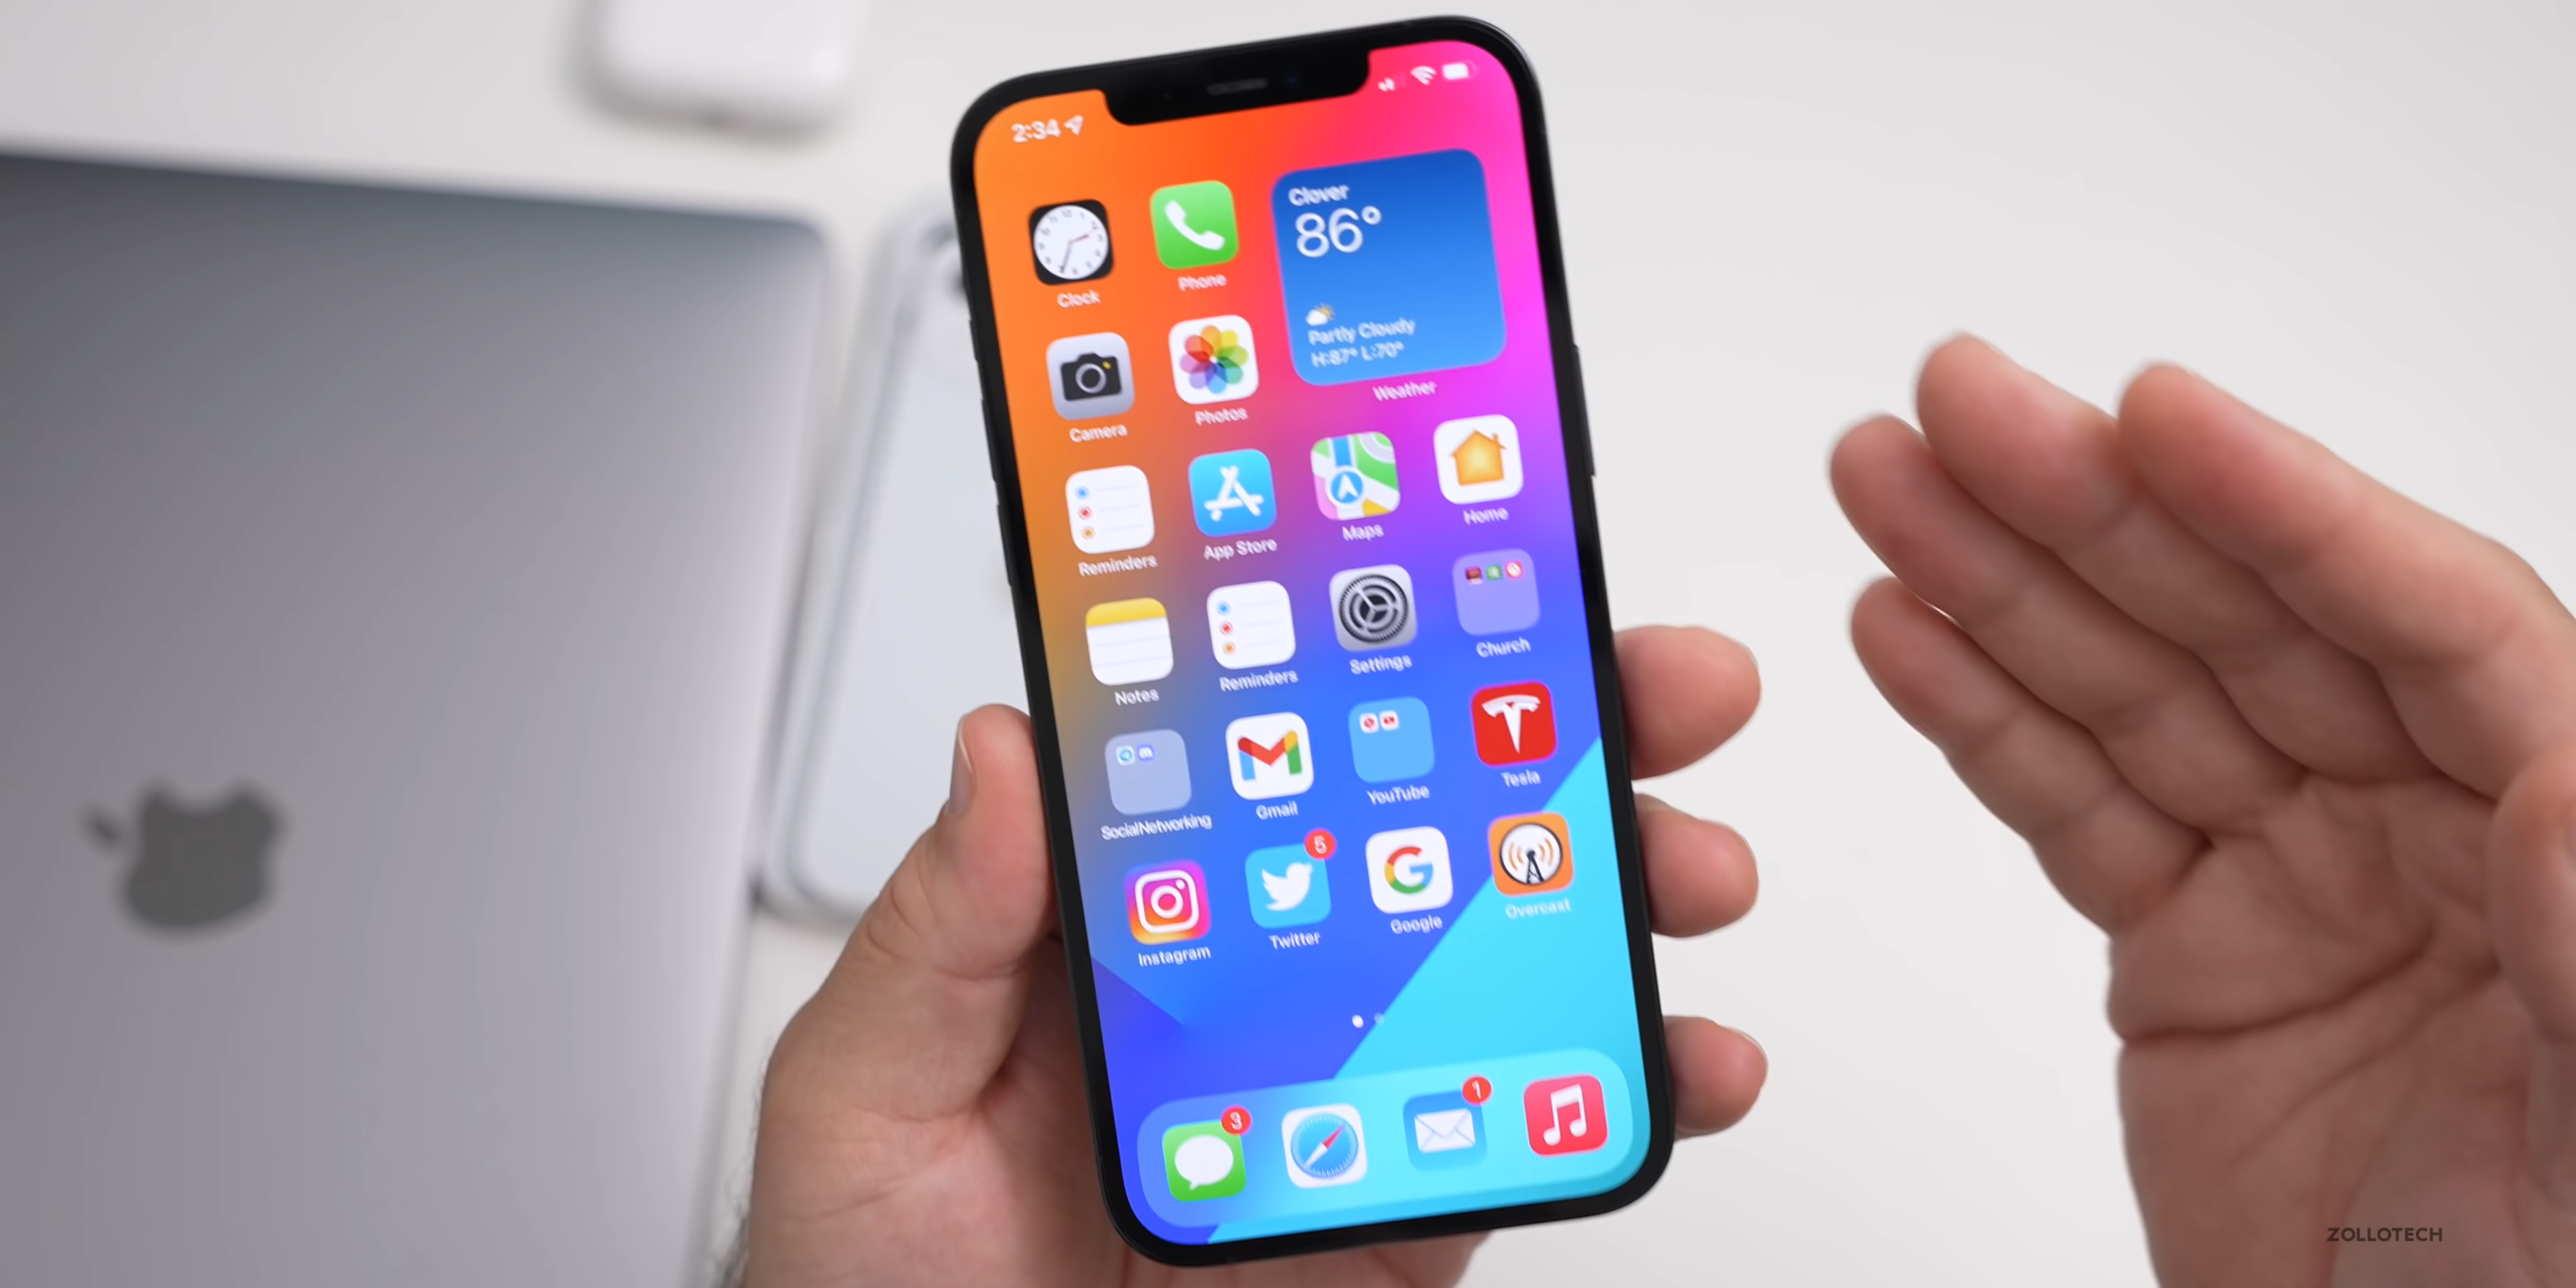 2:34
Clover
86°
Partly Cloudy
H:87° L:70°
Clock
Phone
Weather
Camera
Photos
Reminders
App Store
Maps
Home
Notes
Reminders
Settings
Church
SocialNetworking
Gmail
YouTube
Tesla
5
Instagram
Twitter
Google
Overcast
3
1
ZOLLOTECH